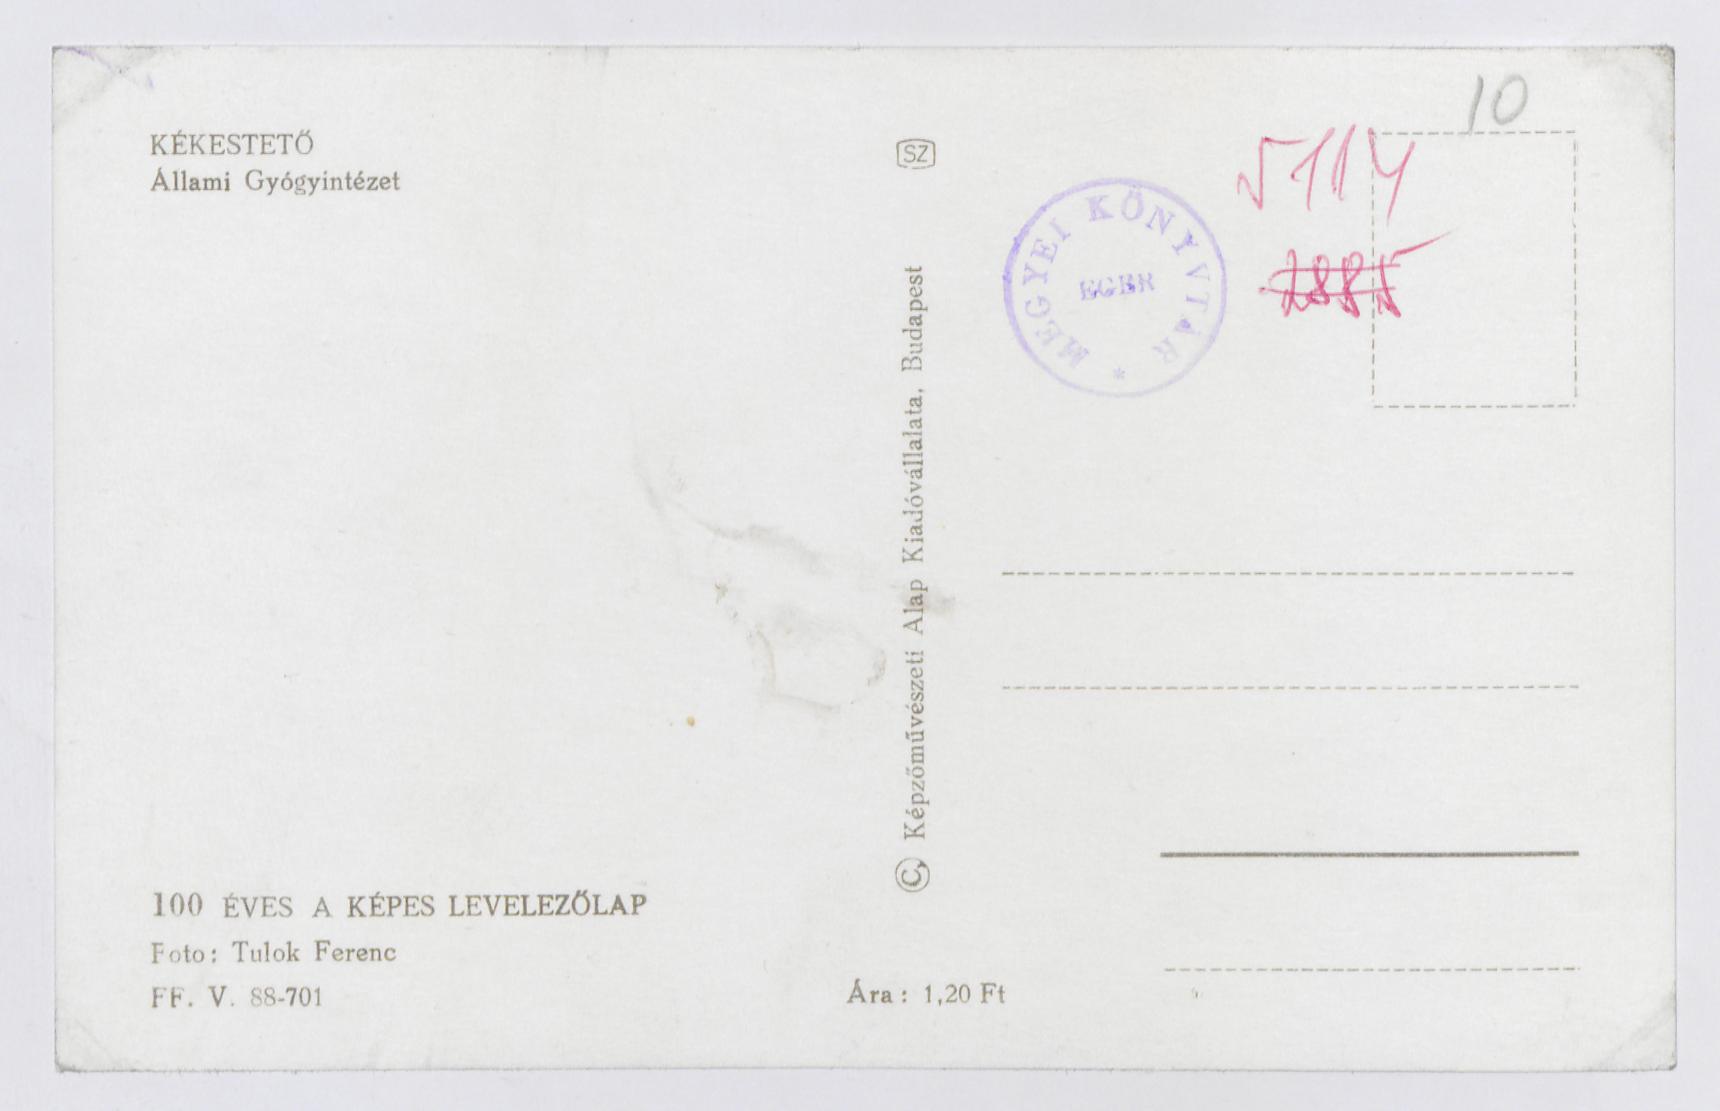 KÉKESTETŐ
Állami Gyógyintézet
100 ÉVES A KÉPES LEVELEZŐLAP
Foto: Tulok Ferenc
FF. V. 88-701
SZ
© Képzőművészeti Alap Kiadóvállalata, Budapest
Ára: 1,20 Ft
MEGYEI KÖNYVTÁR *
EGER
10
5114
2885